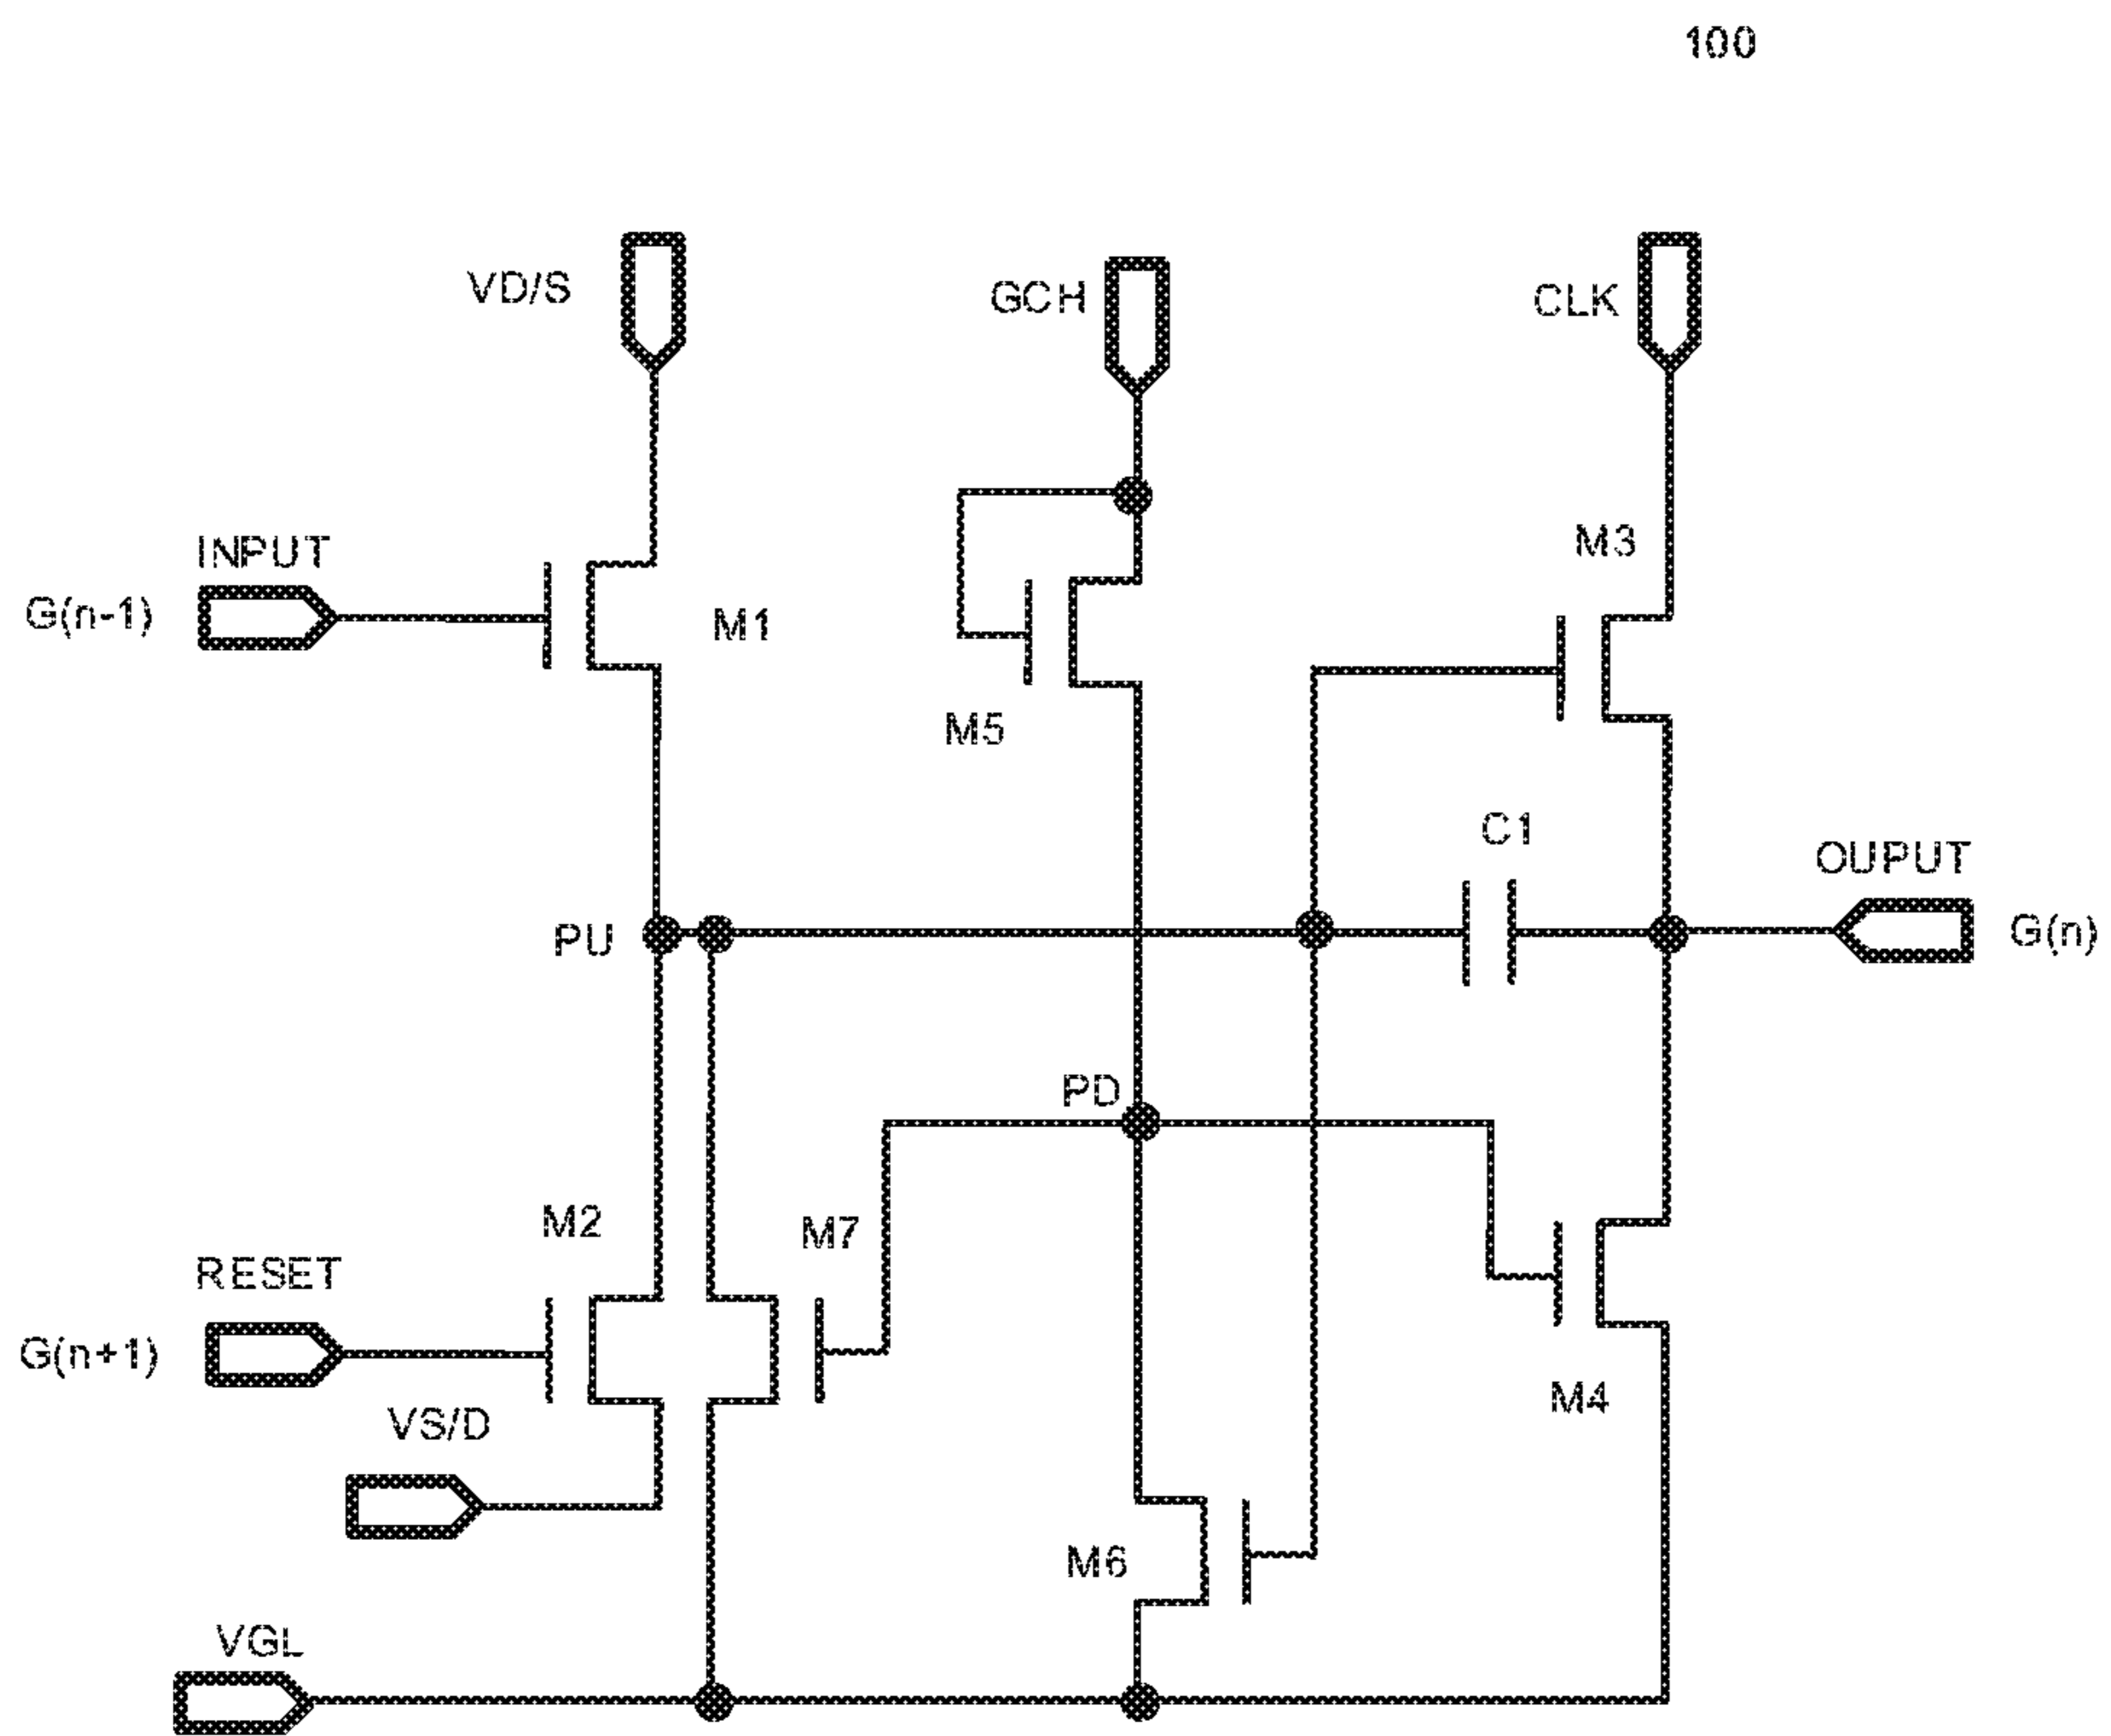 100
VD/S
GCH
CLK
INPUT
G(n-1)
M1
M3
M5
C1
OUPUT
G(n)
PU
PD
M2
M7
RESET
G(n+1)
VS/D
M4
M6
VGL